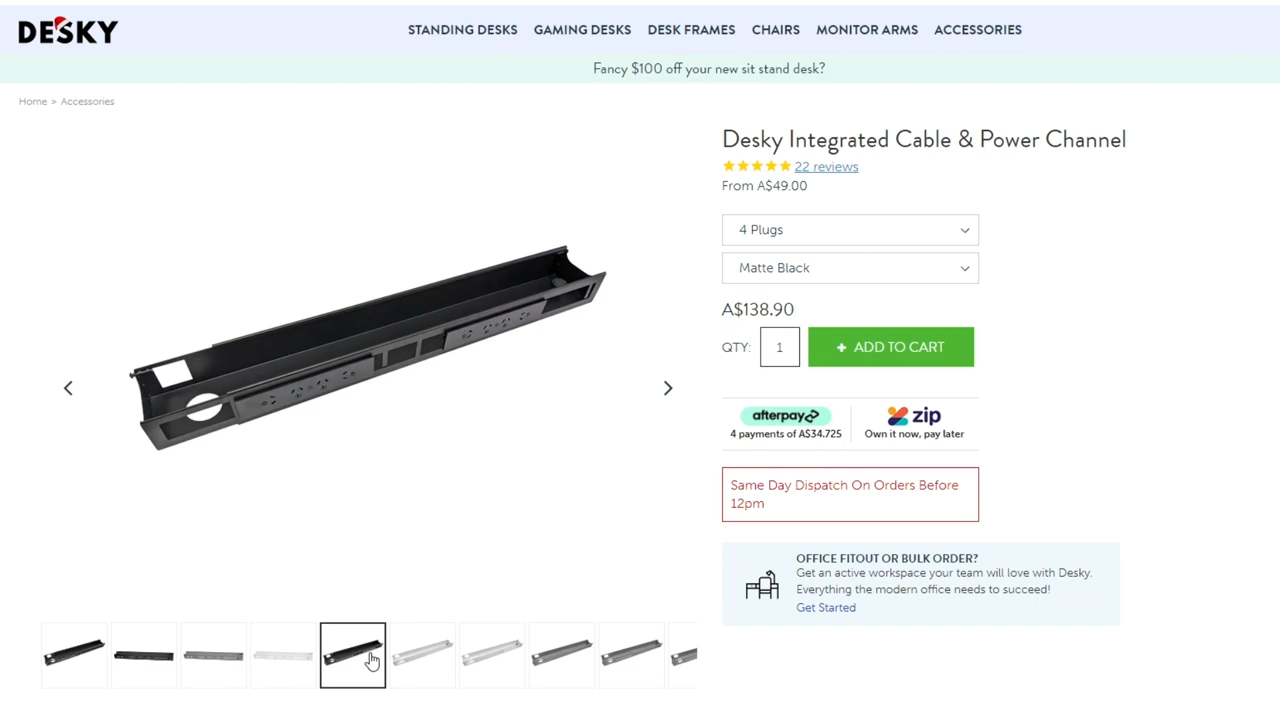 DESKY
STANDING DESKS
GAMING DESKS
DESK FRAMES
CHAIRS
MONITOR ARMS
ACCESSORIES
Fancy $100 off your new sit stand desk?
Home > Accessories
Desky Integrated Cable & Power Channel
22 reviews
From A$49.00
4 Plugs
Matte Black
A$138.90
QTY: 1
+ ADD TO CART
afterpay
4 payments of A$34.725
zip
Own it now, pay later
Same Day Dispatch On Orders Before
12pm
OFFICE FITOUT OR BULK ORDER?
Get an active workspace your team will love with Desky.
Everything the modern office needs to succeed!
Get Started